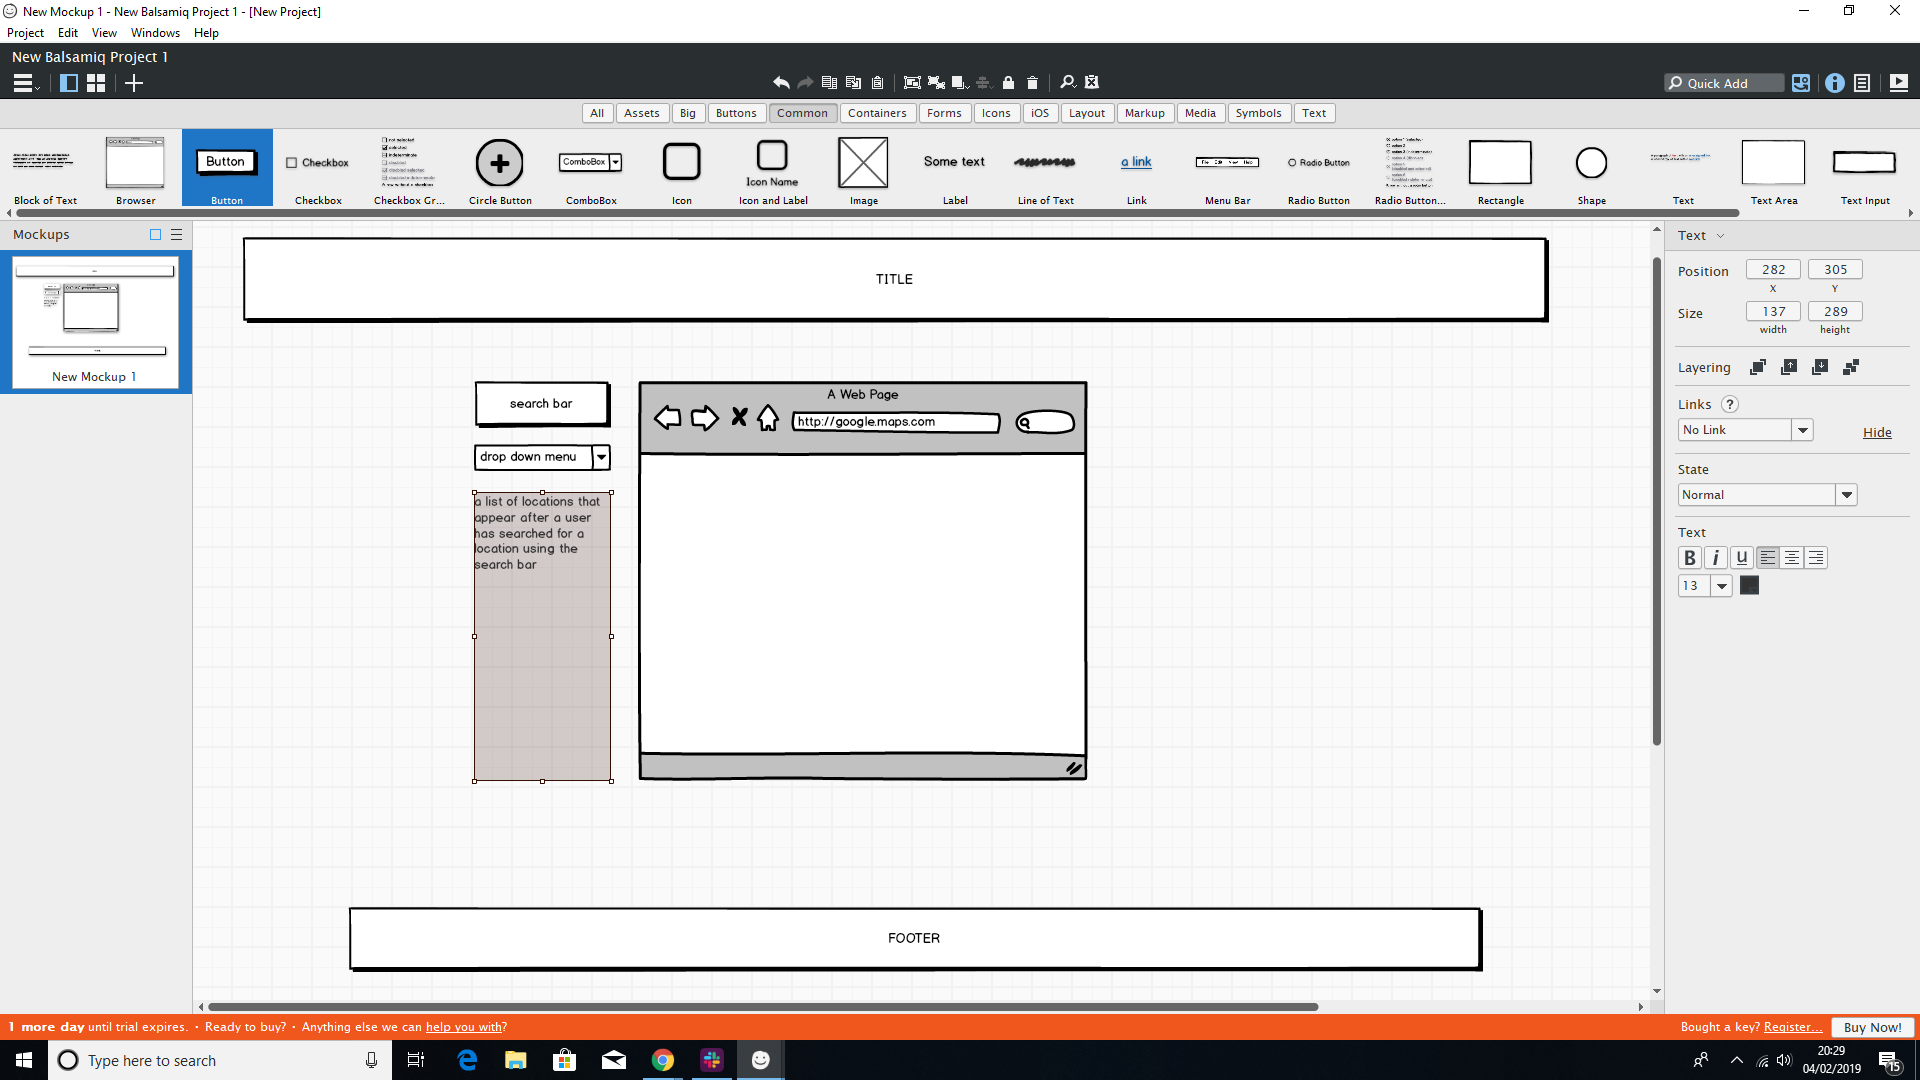 New Mockup 1 - New Balsamiq Project 1 - [New Project]
Project Edit View Windows Help
New Balsamiq Project 1
Quick Add
All Assets Big Buttons Common Containers Forms Icons iOS Layout Markup Media Symbols Text
Button Checkbox ComboBox Icon Name Some text a link File Edit View Help Radio Button
Block of Text Browser Button Checkbox Checkbox Gr... Circle Button ComboBox Icon Icon and Label Image Label Line of Text Link Menu Bar Radio Button Radio Button... Rectangle Shape Text Text Area Text Input
Mockups
New Mockup 1
TITLE
search bar
drop down menu
a list of locations that
appear after a user
has searched for a
location using the
search bar
A Web Page
http://google.maps.com
FOOTER
Text
Position 282 305
X Y
Size 137 289
width height
Layering
Links ?
No Link Hide
State
Normal
Text
B i U
13
1 more day until trial expires. · Ready to buy? · Anything else we can help you with?
Bought a key? Register... Buy Now!
Type here to search
20:29
04/02/2019
15